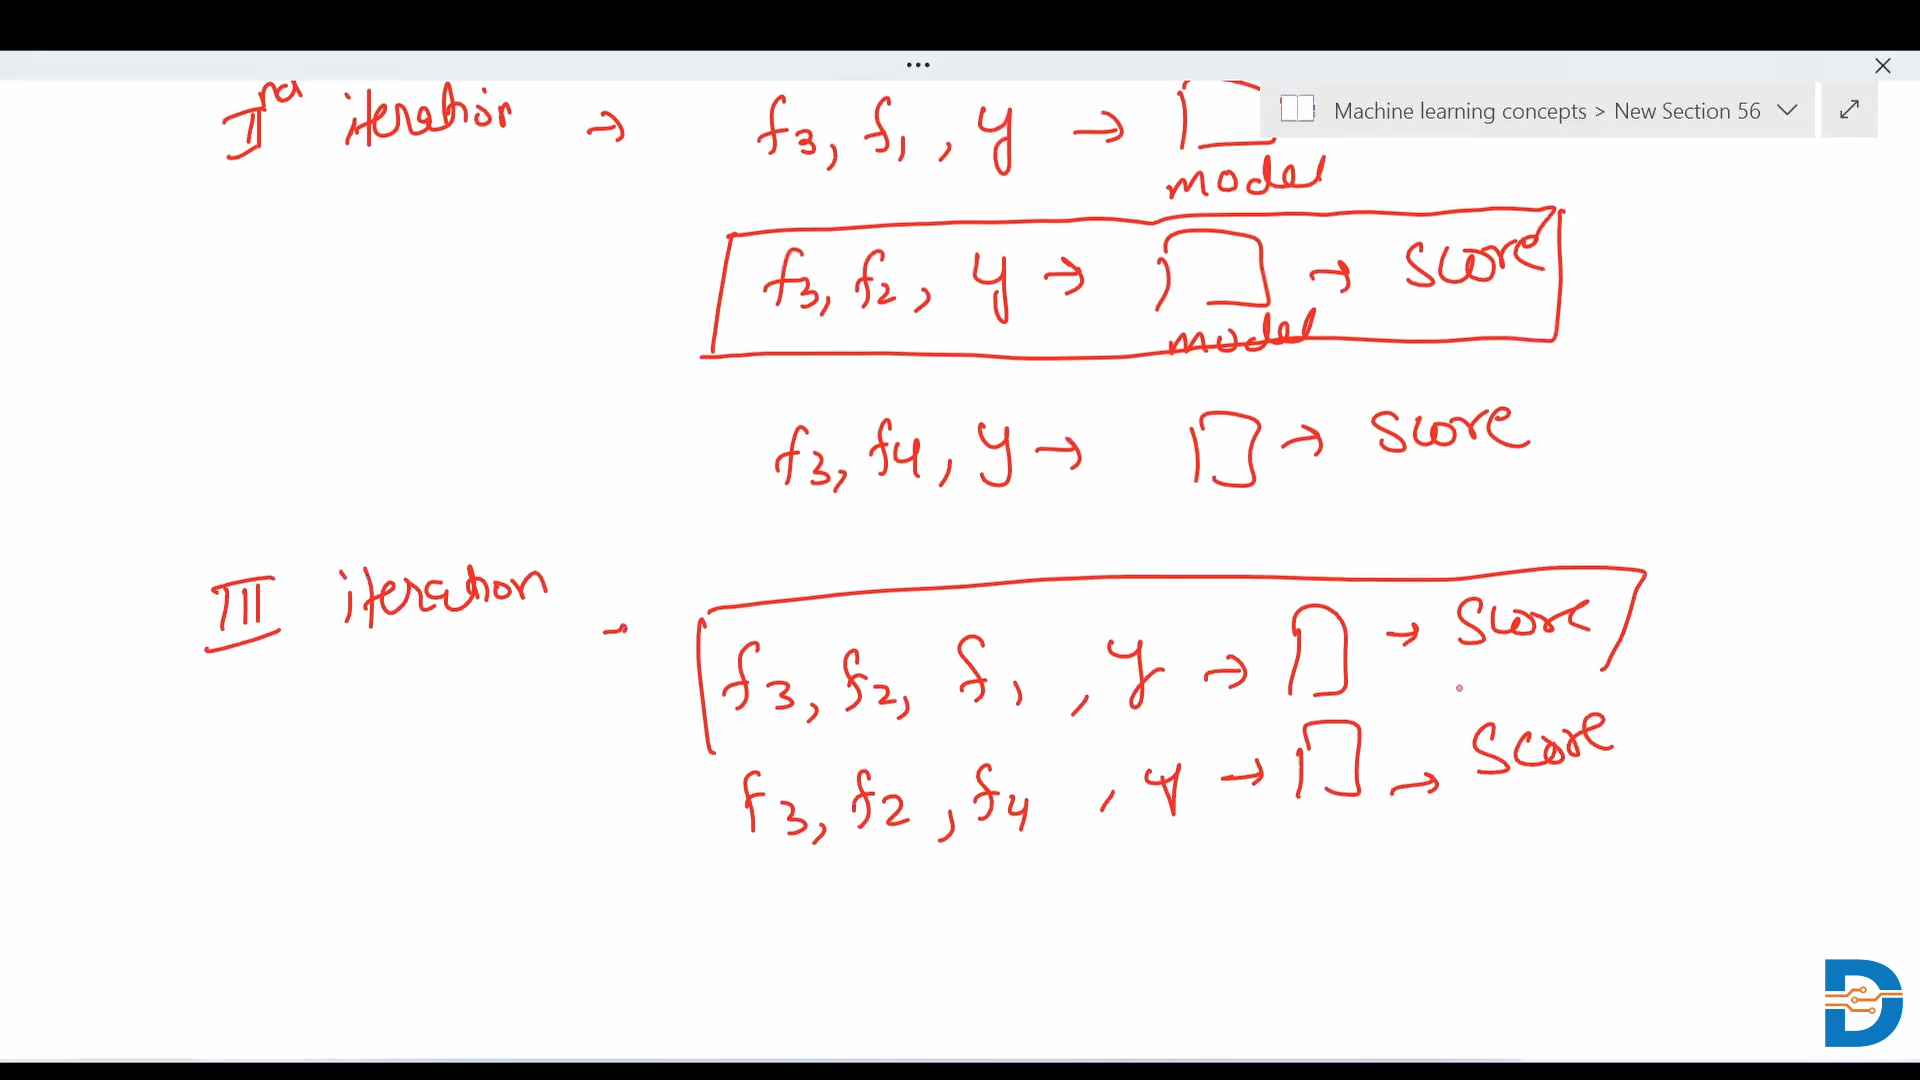 Machine learning concepts > New Section 56
IInd iteration → f3, f1, y →
model
f3, f2, y → → Score
model
f3, f4, y → → Score
III iteration - f3, f2, f1, y → → Score
f3, f2, f4, y → → Score